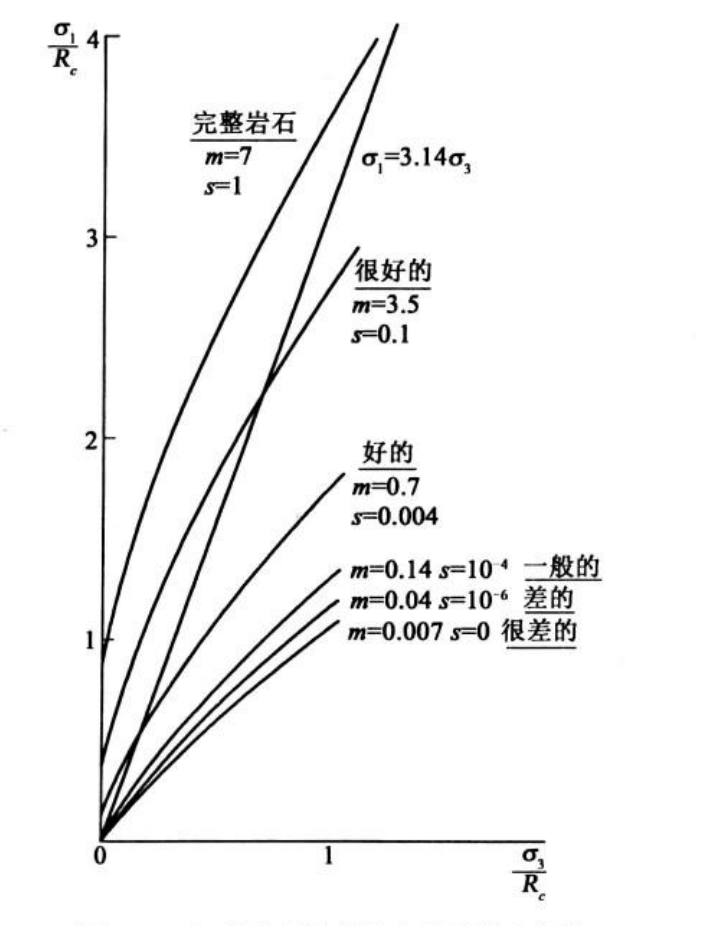 σ₁/R_c
4
完整岩石
m=7
s=1
σ₁=3.14σ₃
3
很好的
m=3.5
s=0.1
2
好的
m=0.7
s=0.004
m=0.14 s=10⁻⁴ 一般的
m=0.04 s=10⁻⁶ 差的
1
m=0.007 s=0 很差的
0
1
σ₃/R_c